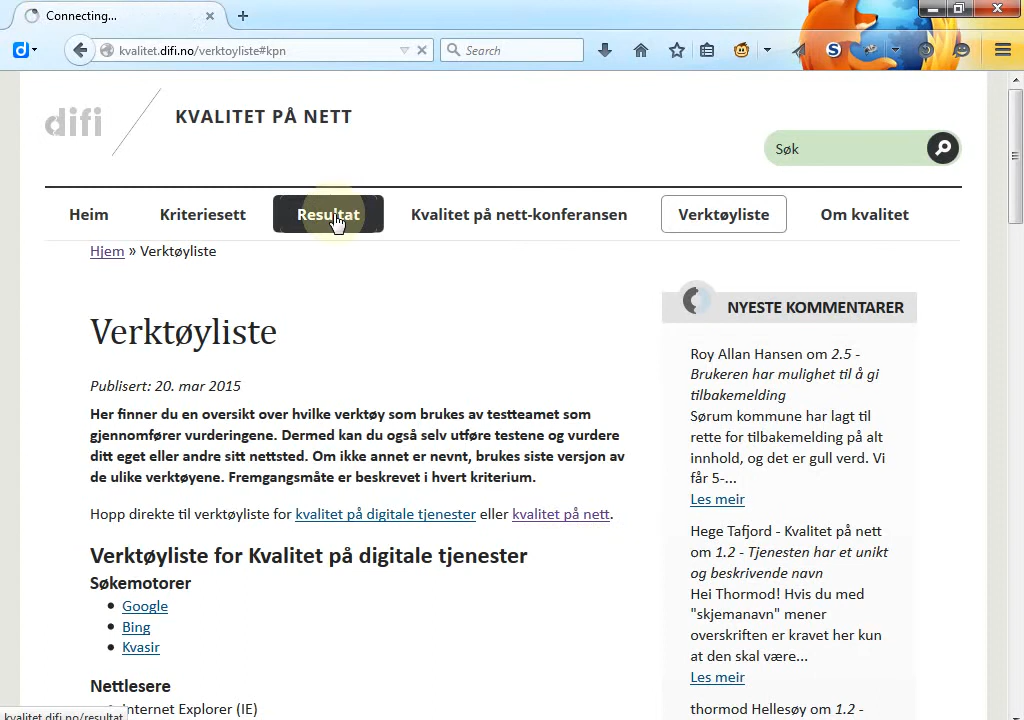 Connecting...
kvalitet.difi.no/verktoyliste#kpn
Search
difi
KVALITET PÅ NETT
Søk
Heim
Kriteriesett
Resultat
Kvalitet på nett-konferansen
Verktøyliste
Om kvalitet
Hjem » Verktøyliste
Verktøyliste
Publisert: 20. mar 2015
Her finner du en oversikt over hvilke verktøy som brukes av testteamet som
gjennomfører vurderingene. Dermed kan du også selv utføre testene og vurdere
ditt eget eller andre sitt nettsted. Om ikke annet er nevnt, brukes siste versjon av
de ulike verktøyene. Fremgangsmåte er beskrevet i hvert kriterium.
Hopp direkte til verktøyliste for kvalitet på digitale tjenester eller kvalitet på nett.
Verktøyliste for Kvalitet på digitale tjenester
Søkemotorer
Google
Bing
Kvasir
Nettlesere
Internet Explorer (IE)
NYESTE KOMMENTARER
Roy Allan Hansen om 2.5 -
Brukeren har mulighet til å gi
tilbakemelding
Sørum kommune har lagt til
rette for tilbakemelding på alt
innhold, og det er gull verd. Vi
får 5-...
Les meir
Hege Tafjord - Kvalitet på nett
om 1.2 - Tjenesten har et unikt
og beskrivende navn
Hei Thormod! Hvis du med
"skjemanavn" mener
overskriften er kravet her kun
at den skal være...
Les meir
thormod Hellesøy om 1.2 -
kvalitet.difi.no/resultat